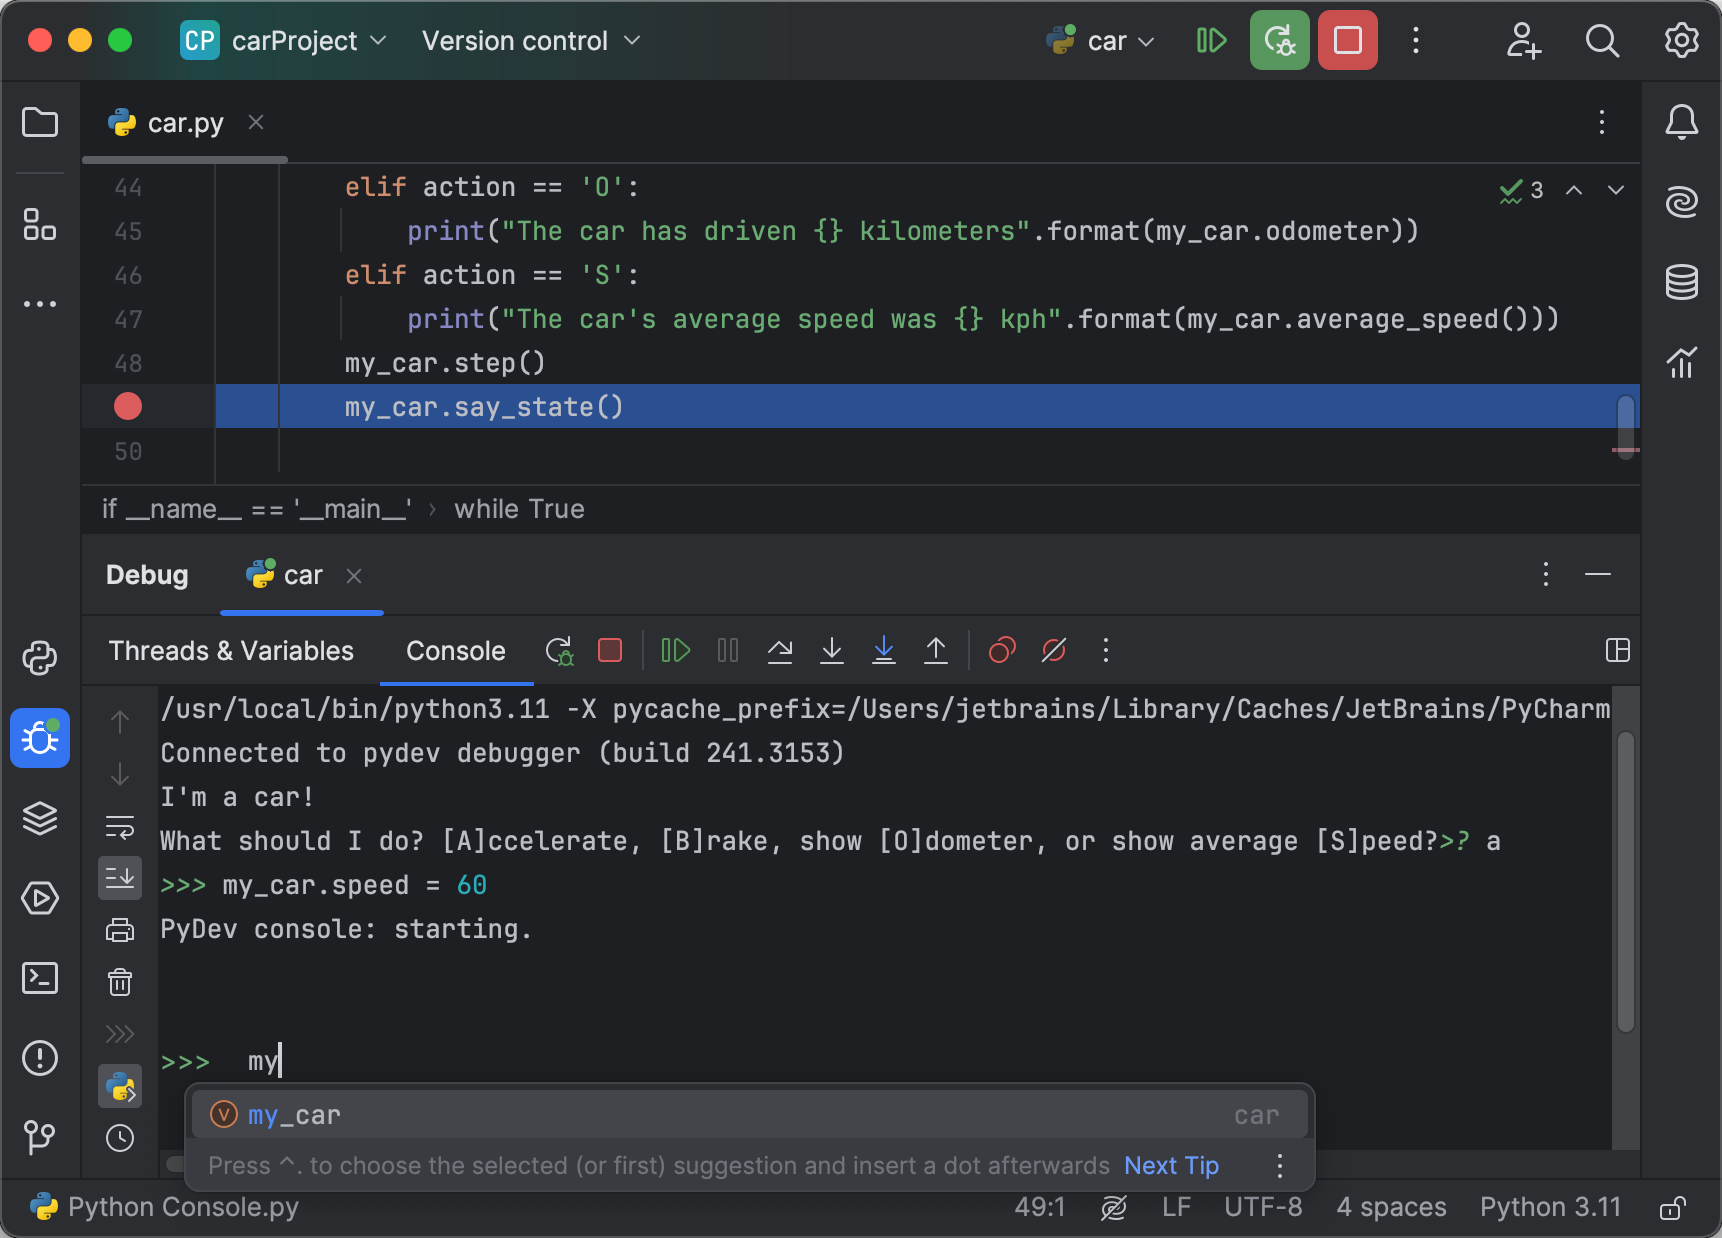 CP carProject Version control car
car.py
44 elif action == 'O': 3
45 print("The car has driven {} kilometers".format(my_car.odometer))
46 elif action == 'S':
47 print("The car's average speed was {} kph".format(my_car.average_speed()))
48 my_car.step()
my_car.say_state()
50
if __name__ == '__main__' › while True
Debug car
Threads & Variables Console
/usr/local/bin/python3.11 -X pycache_prefix=/Users/jetbrains/Library/Caches/JetBrains/PyCharm
Connected to pydev debugger (build 241.3153)
I'm a car!
What should I do? [A]ccelerate, [B]rake, show [O]dometer, or show average [S]peed?>? a
>>> my_car.speed = 60
PyDev console: starting.
>>> my
V my_car car
Press ^. to choose the selected (or first) suggestion and insert a dot afterwards Next Tip
Python Console.py 49:1 LF UTF-8 4 spaces Python 3.11